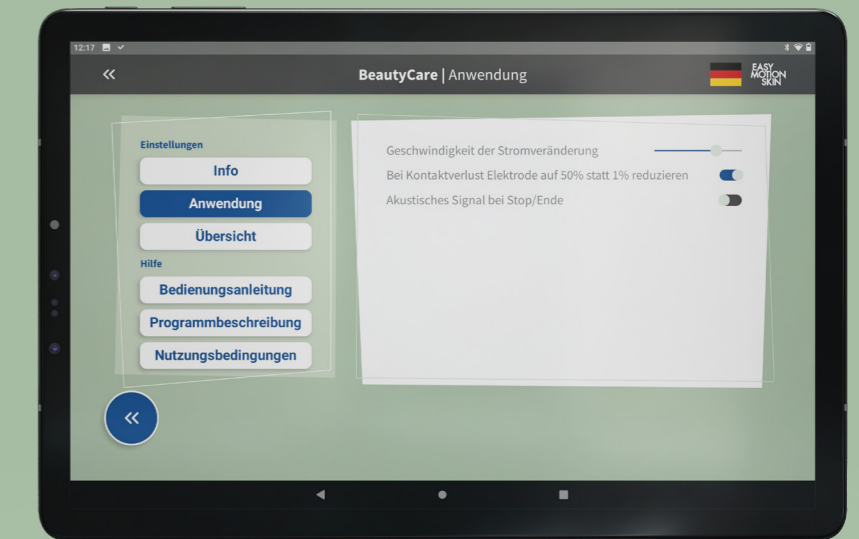 12:17
BeautyCare | Anwendung
EASY
MOTION
SKIN
Einstellungen
Info
Anwendung
Übersicht
Hilfe
Bedienungsanleitung
Programmbeschreibung
Nutzungsbedingungen
Geschwindigkeit der Stromveränderung
Bei Kontaktverlust Elektrode auf 50% statt 1% reduzieren
Akustisches Signal bei Stop/Ende